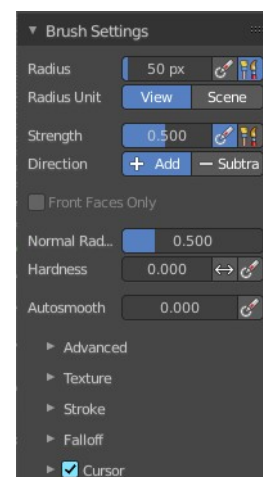 Brush Settings
Radius 50 px
Radius Unit View Scene
Strength 0.500
Direction + Add — Subtra
Front Faces Only
Normal Rad... 0.500
Hardness 0.000
Autosmooth 0.000
Advanced
Texture
Stroke
Falloff
Cursor